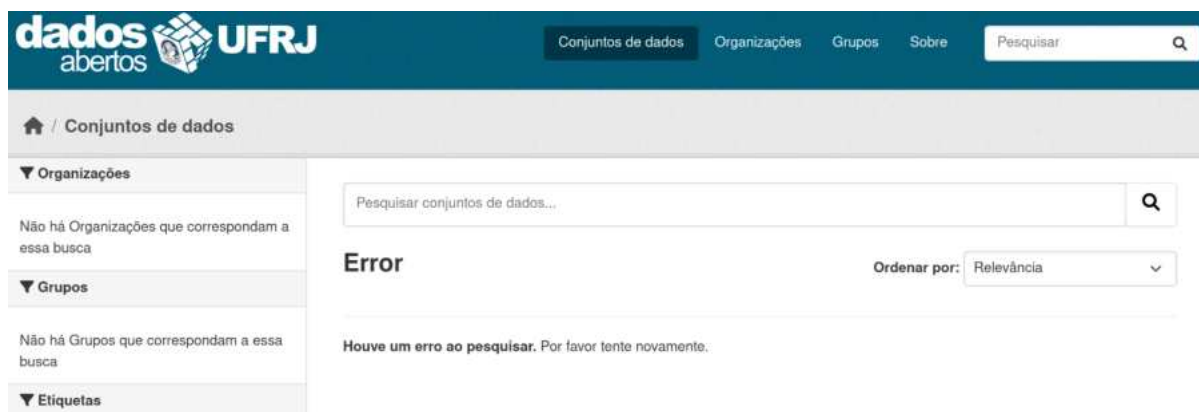 dados
abertos
UFRJ
Conjuntos de dados
Organizações
Grupos
Sobre
Pesquisar
/ Conjuntos de dados
Organizações
Não há Organizações que correspondam a
essa busca
Grupos
Não há Grupos que correspondam a essa
busca
Etiquetas
Pesquisar conjuntos de dados...
Error
Ordenar por: Relevância
Houve um erro ao pesquisar. Por favor tente novamente.